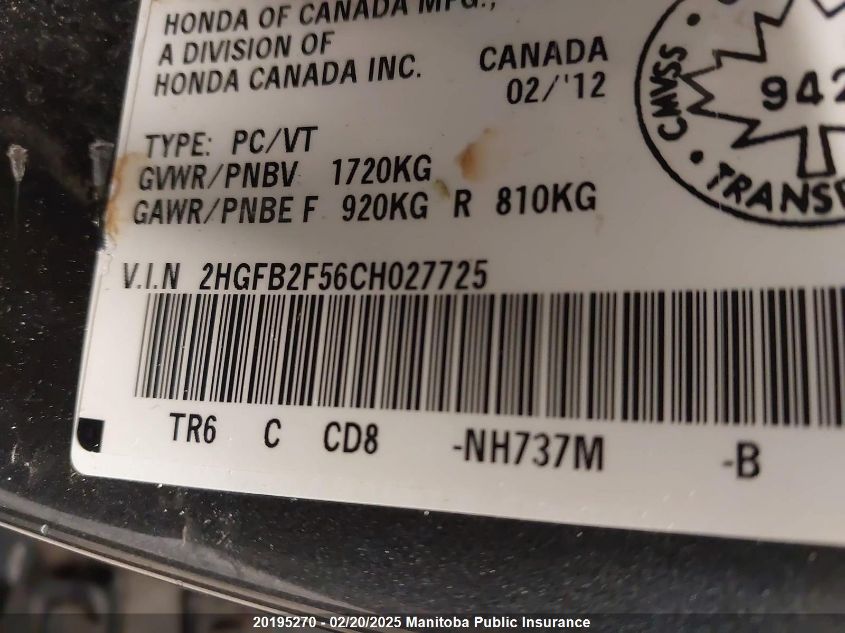 HONDA OF CANADA MFG.,
A DIVISION OF
HONDA CANADA INC.
CANADA
02/'12
TYPE: PC/VT
GVWR/PNBV 1720KG
GAWR/PNBE F 920KG R 810KG
CMVSS
942
TRANSP
V.I.N 2HGFB2F56CH027725
TR6 C CD8 -NH737M -B
20195270 - 02/20/2025 Manitoba Public Insurance